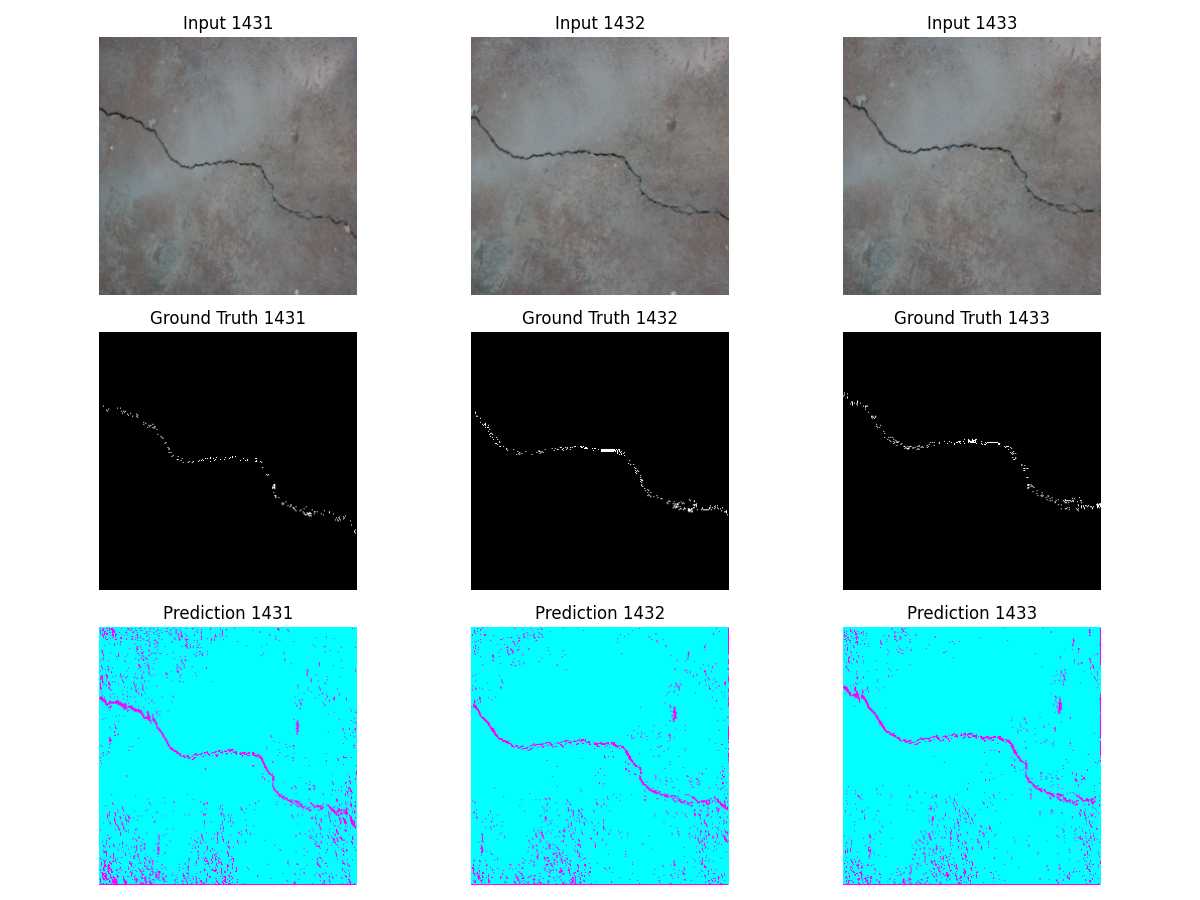 Input 1431
Input 1432
Input 1433
Ground Truth 1431
Ground Truth 1432
Ground Truth 1433
Prediction 1431
Prediction 1432
Prediction 1433